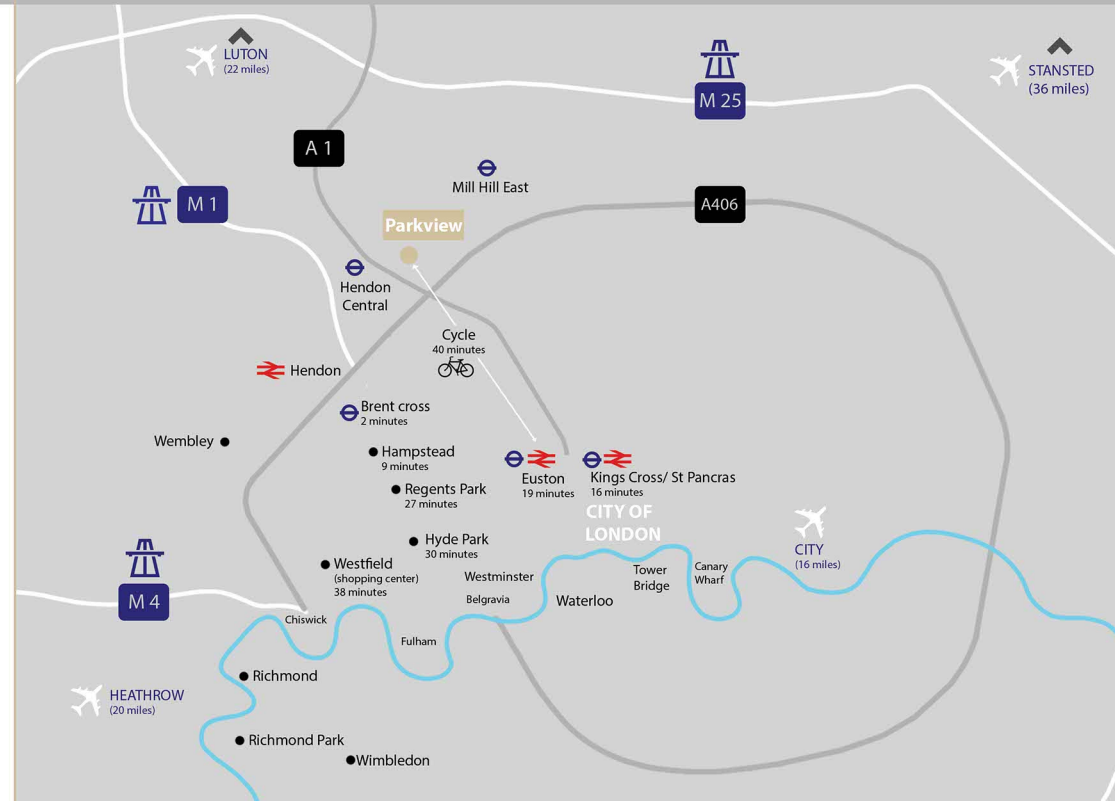 LUTON
(22 miles)
M 25
STANSTED
(36 miles)
A 1
Mill Hill East
M 1
A406
Parkview
Hendon
Central
Cycle
40 minutes
Hendon
Brent cross
2 minutes
Wembley
Hampstead
9 minutes
Euston
19 minutes
Kings Cross/ St Pancras
16 minutes
Regents Park
27 minutes
CITY OF
LONDON
Hyde Park
30 minutes
CITY
(16 miles)
Westfield
(shopping center)
38 minutes
Westminster
Tower
Bridge
Canary
Wharf
M 4
Belgravia
Waterloo
Chiswick
Fulham
Richmond
HEATHROW
(20 miles)
Richmond Park
Wimbledon